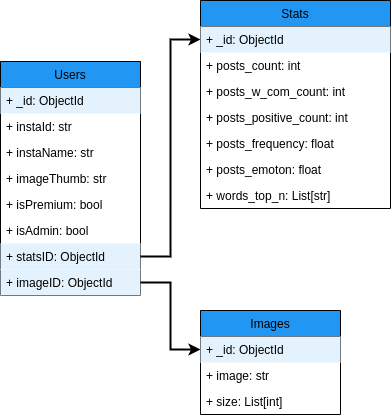 Stats
+ _id: ObjectId
+ posts_count: int
+ posts_w_com_count: int
+ posts_positive_count: int
+ posts_frequency: float
+ posts_emoton: float
+ words_top_n: List[str]
Users
+ _id: ObjectId
+ instaId: str
+ instaName: str
+ imageThumb: str
+ isPremium: bool
+ isAdmin: bool
+ statsID: ObjectId
+ imageID: ObjectId
Images
+ _id: ObjectId
+ image: str
+ size: List[int]